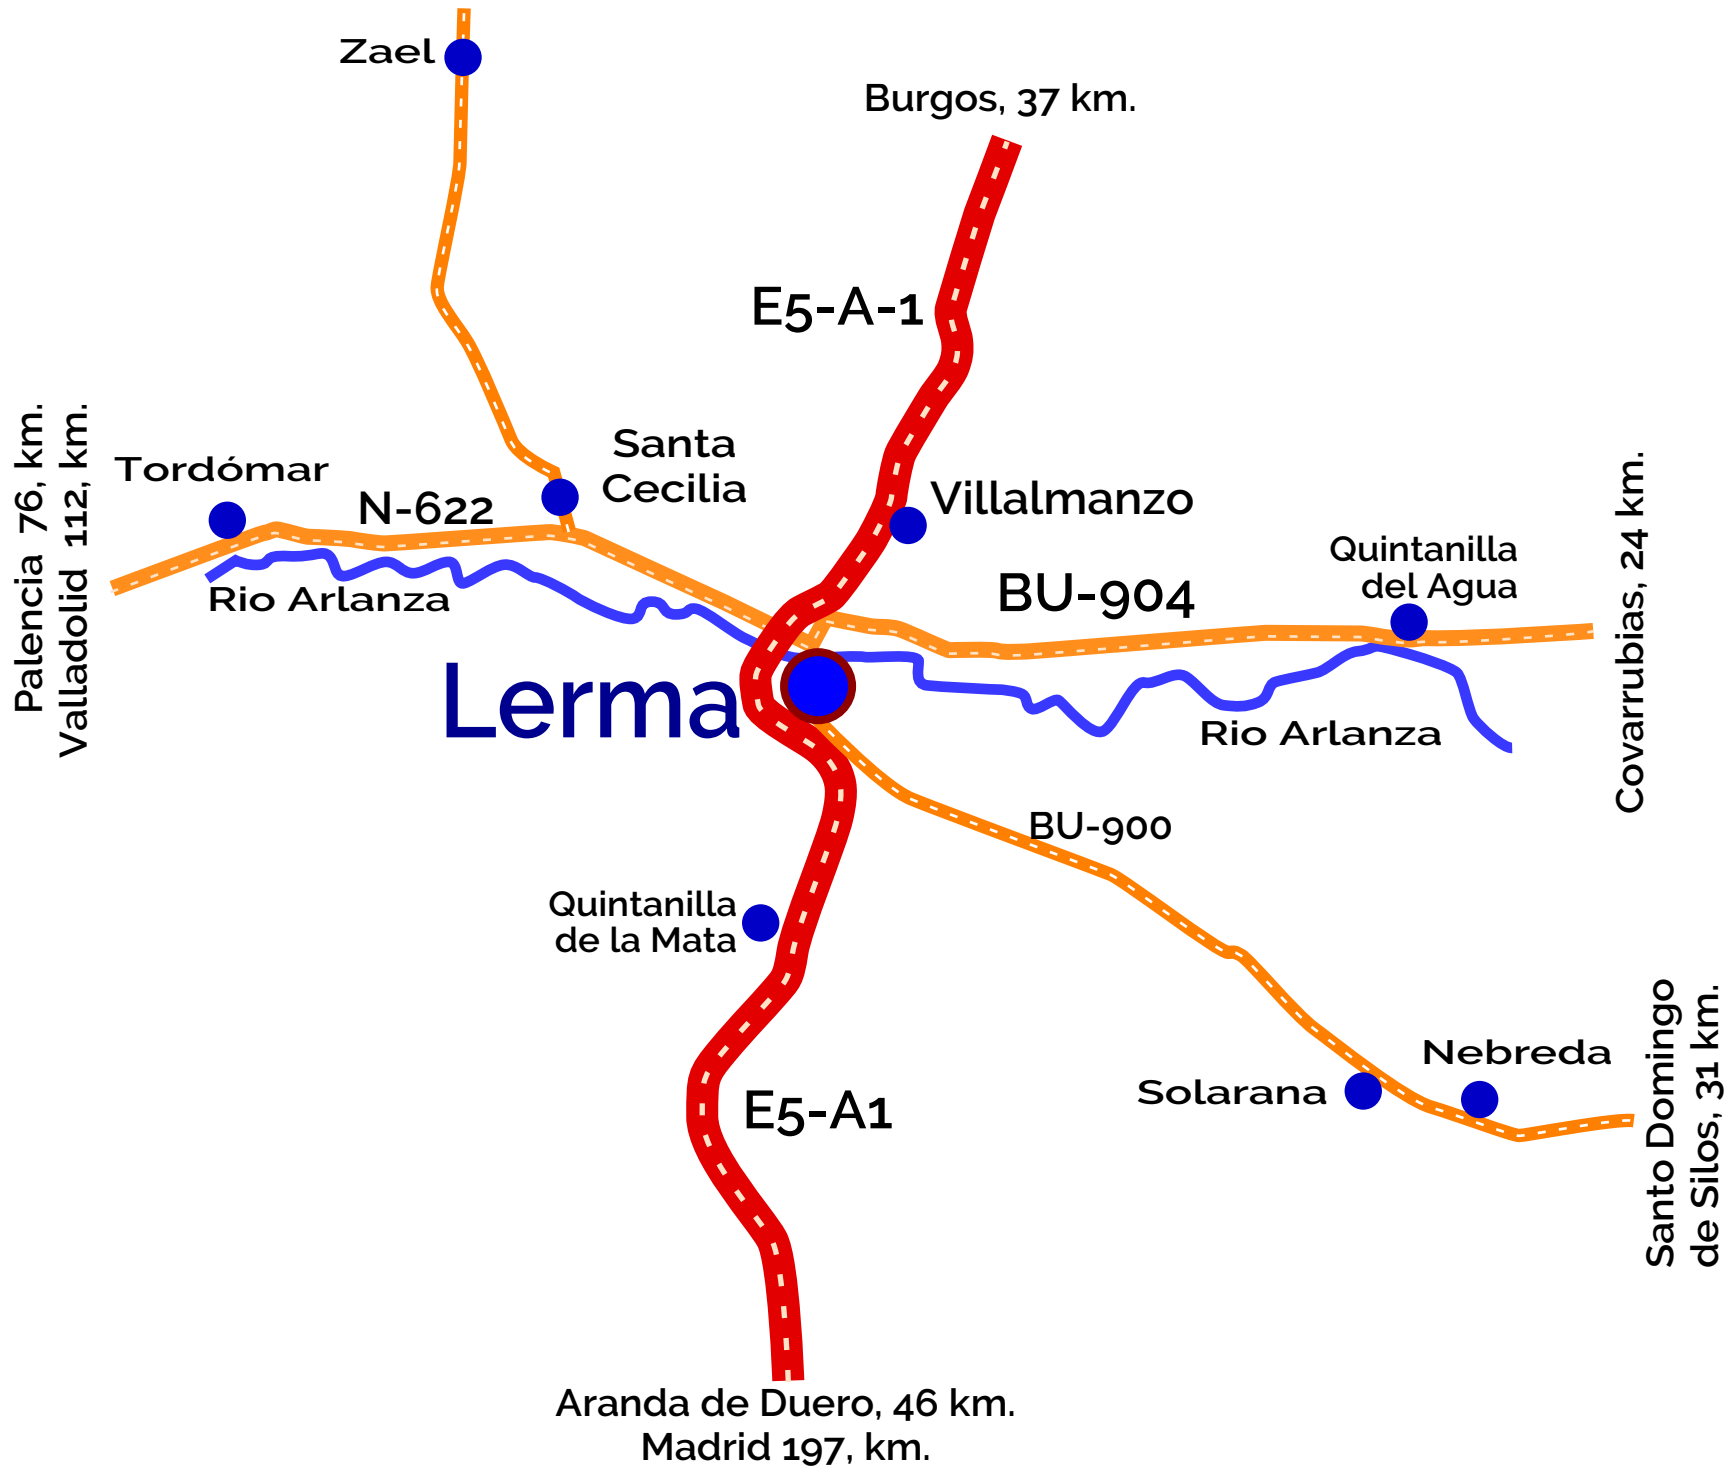 Zael
Burgos, 37 km.
E5-A-1
Palencia 76, km.
Valladolid 112, km.
Tordómar
N-622
Santa
Cecilia
Villalmanzo
Quintanilla
del Agua
BU-904
Rio Arlanza
Covarrubias, 24 km.
Lerma
Rio Arlanza
BU-900
Quintanilla
de la Mata
Nebreda
Solarana
E5-A1
Santo Domingo
de Silos, 31 km.
Aranda de Duero, 46 km.
Madrid 197, km.